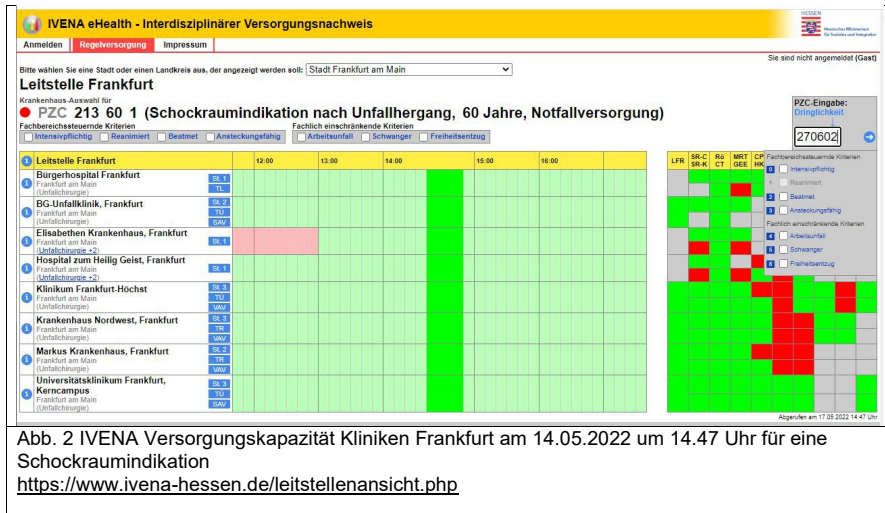 IVENA eHealth - Interdisziplinärer Versorgungsnachweis
HESSEN
Hessisches Ministerium
für Soziales und Integration
Anmelden Regelversorgung Impressum
Sie sind nicht angemeldet (Gast)
Bitte wählen Sie eine Stadt oder einen Landkreis aus, der angezeigt werden soll: Stadt Frankfurt am Main
Leitstelle Frankfurt
Krankenhaus-Auswahl für
PZC 213 60 1 (Schockraumindikation nach Unfallhergang, 60 Jahre, Notfallversorgung)
Fachbereichssteuernde Kriterien Fachlich einschränkende Kriterien
Intensivpflichtig Reanimiert Beatmet Ansteckungsfähig Arbeitsunfall Schwanger Freiheitsentzug
PZC-Eingabe:
Dringlichkeit
270602
Fachbereichssteuernde Kriterien
0 Intensivpflichtig
1 Reanimiert
2 Beatmet
3 Ansteckungsfähig
Fachlich einschränkende Kriterien
4 Arbeitsunfall
5 Schwanger
6 Freiheitsentzug
Leitstelle Frankfurt 12:00 13:00 14:00 15:00 16:00 LFR SR-C Rö MRT CP
SR-K CT GEE HK
Bürgerhospital Frankfurt
Frankfurt am Main
(Unfallchirurgie)
St. 1
TL
BG-Unfallklinik, Frankfurt
Frankfurt am Main
(Unfallchirurgie)
St. 2
TÜ
SAV
Elisabethen Krankenhaus, Frankfurt
Frankfurt am Main
(Unfallchirurgie +2)
St. 1
Hospital zum Heilig Geist, Frankfurt
Frankfurt am Main
(Unfallchirurgie +2)
St. 1
Klinikum Frankfurt-Höchst
Frankfurt am Main
(Unfallchirurgie)
St. 3
TÜ
VAV
Krankenhaus Nordwest, Frankfurt
Frankfurt am Main
(Unfallchirurgie)
St. 3
TR
VAV
Markus Krankenhaus, Frankfurt
Frankfurt am Main
(Unfallchirurgie)
St. 2
TR
VAV
Universitätsklinikum Frankfurt,
Kerncampus
Frankfurt am Main
(Unfallchirurgie)
St. 3
TÜ
SAV
Abgerufen am 17.05.2022 14:47 Uhr
Abb. 2 IVENA Versorgungskapazität Kliniken Frankfurt am 14.05.2022 um 14.47 Uhr für eine
Schockraumindikation
https://www.ivena-hessen.de/leitstellenansicht.php